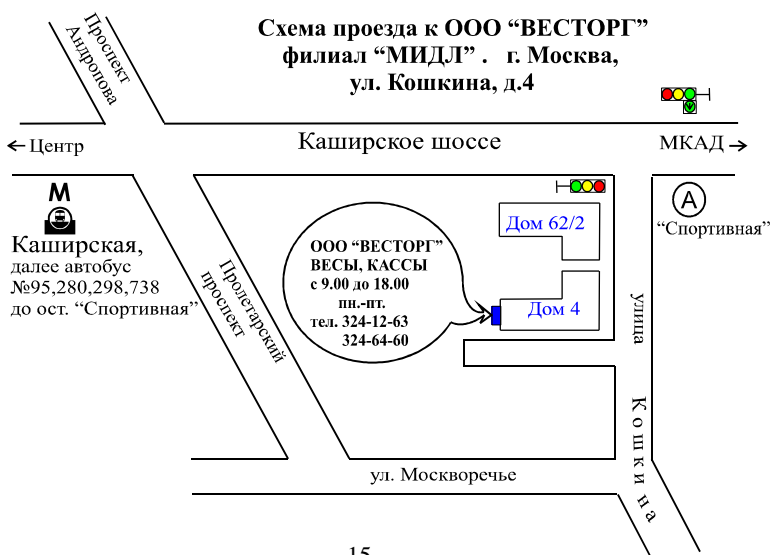 Схема проезда к ООО “ВЕСТОРГ”
филиал “МИДЛ” .   г. Москва,
ул. Кошкина, д.4
Проспект
Андропова
← Центр
Каширское шоссе
МКАД →
М
Каширская,
далее автобус
№95,280,298,738
до ост. “Спортивная”
А
“Спортивная”
Пролетарский
проспект
ООО “ВЕСТОРГ”
ВЕСЫ, КАССЫ
с 9.00 до 18.00
пн.-пт.
тел. 324-12-63
324-64-60
Дом 62/2
Дом 4
улица
Кошкина
ул. Москворечье
15